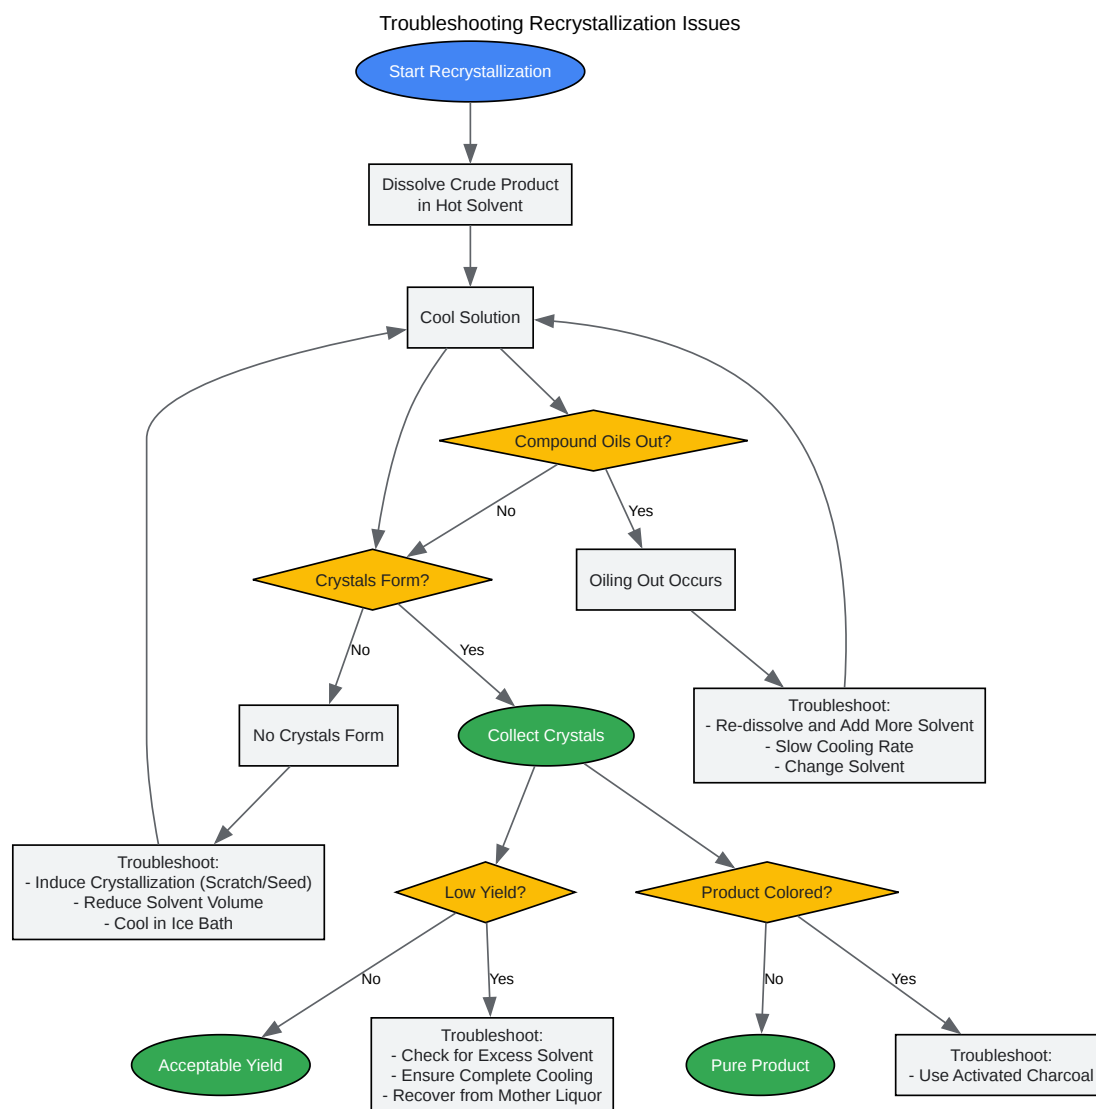 Troubleshooting Recrystallization Issues
Start Recrystallization
Dissolve Crude Product
in Hot Solvent
Cool Solution
Compound Oils Out?
No
Yes
Crystals Form?
Oiling Out Occurs
No
Yes
Troubleshoot:
- Re-dissolve and Add More Solvent
- Slow Cooling Rate
- Change Solvent
No Crystals Form
Collect Crystals
Troubleshoot:
- Induce Crystallization (Scratch/Seed)
- Reduce Solvent Volume
- Cool in Ice Bath
Low Yield?
Product Colored?
No
Yes
No
Yes
Acceptable Yield
Troubleshoot:
- Check for Excess Solvent
- Ensure Complete Cooling
- Recover from Mother Liquor
Pure Product
Troubleshoot:
- Use Activated Charcoal